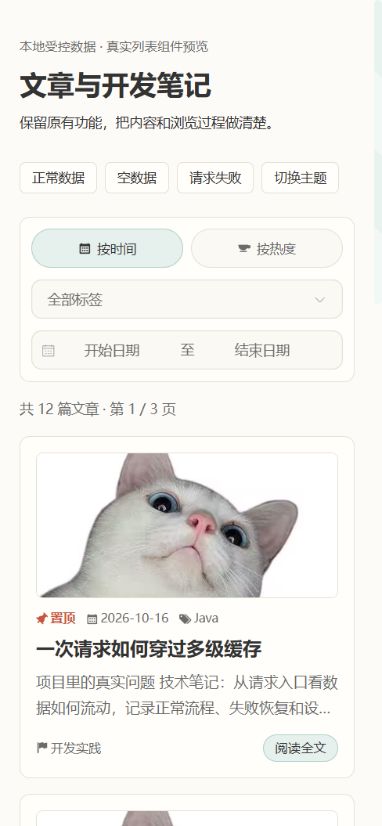 本地受控数据 · 真实列表组件预览
文章与开发笔记
保留原有功能，把内容和浏览过程做清楚。
正常数据 空数据 请求失败 切换主题
按时间 按热度
全部标签
开始日期 至 结束日期
共 12 篇文章 · 第 1 / 3 页
置顶 2026-10-16 Java
一次请求如何穿过多级缓存
项目里的真实问题 技术笔记：从请求入口看数
据如何流动，记录正常流程、失败恢复和设...
开发实践 阅读全文